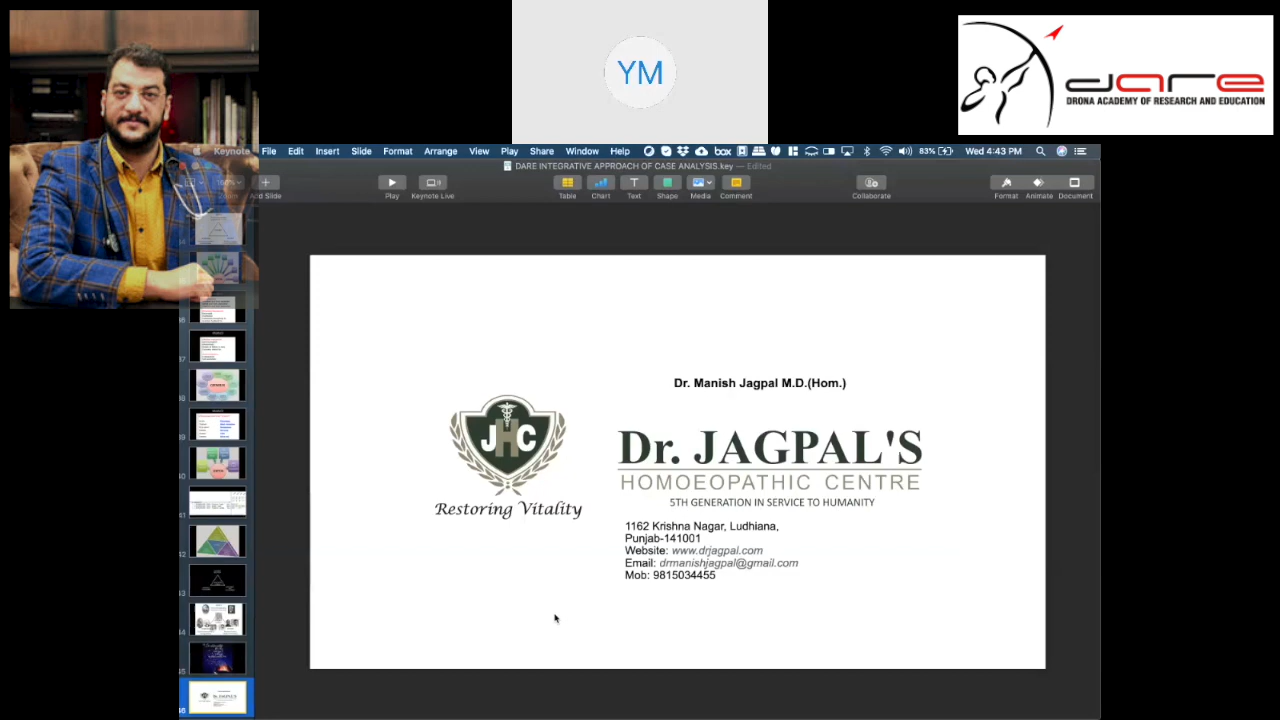 YM
dare
DRONA ACADEMY OF RESEARCH AND EDUCATION
Keynote File Edit Insert Slide Format Arrange View Play Share Window Help box 83% Wed 4:43 PM
DARE INTEGRATIVE APPROACH OF CASE ANALYSIS.key — Edited
Add Slide Play Keynote Live Table Chart Text Shape Media Comment Collaborate Format Animate Document
Dr. Manish Jagpal M.D.(Hom.)
JHC
Restoring Vitality
Dr. JAGPAL'S
HOMOEOPATHIC CENTRE
5TH GENERATION IN SERVICE TO HUMANITY
1162 Krishna Nagar, Ludhiana,
Punjab-141001
Website: www.drjagpal.com
Email: drmanishjagpal@gmail.com
Mob: 9815034455